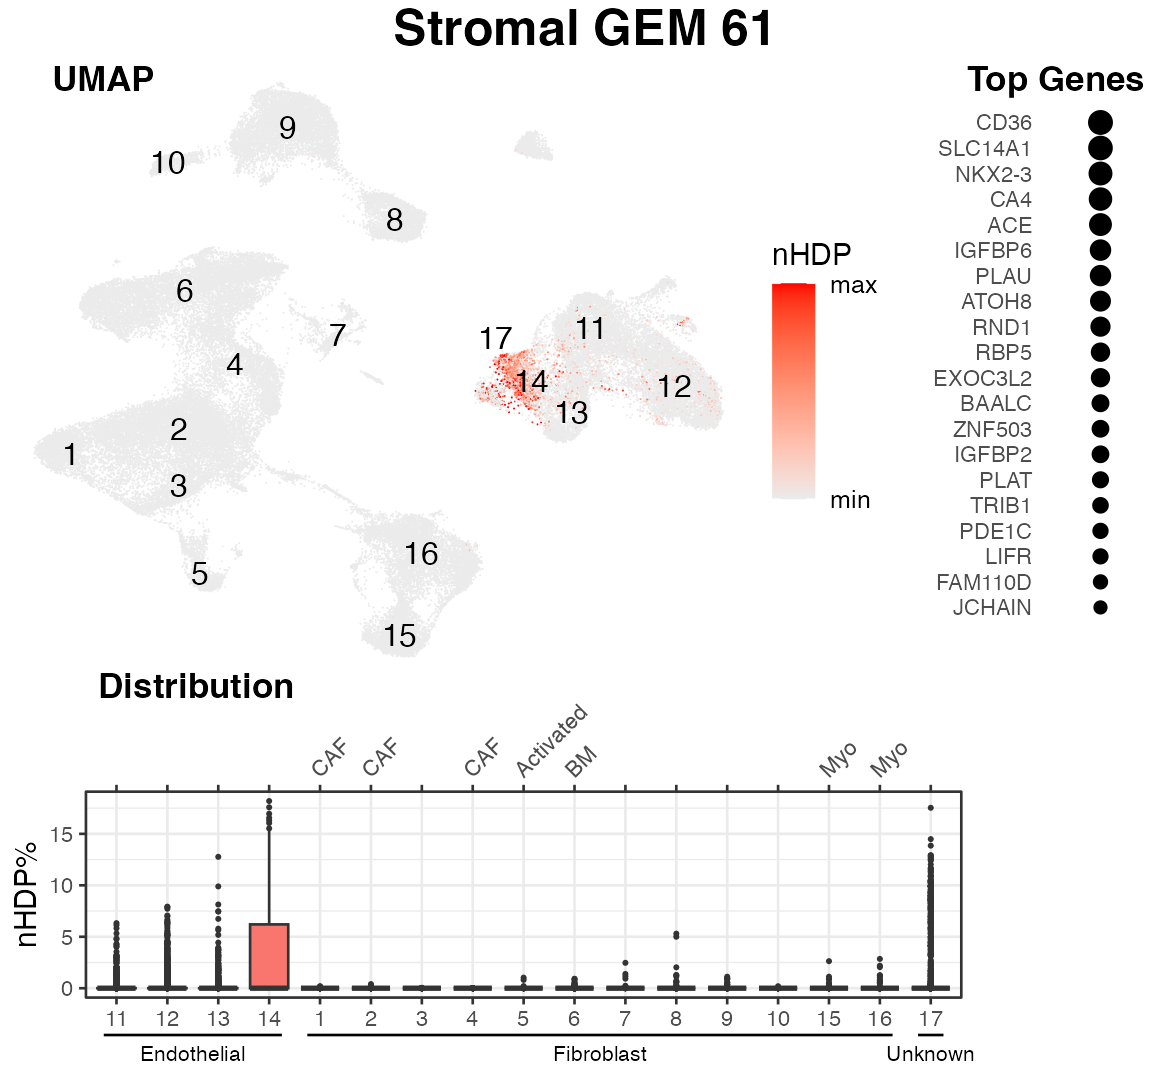 Stromal GEM 61
UMAP
9
10
8
6
7
4
2
1
3
5
16
15
17
11
14
12
13
nHDP
max
min
Top Genes
CD36
SLC14A1
NKX2-3
CA4
ACE
IGFBP6
PLAU
ATOH8
RND1
RBP5
EXOC3L2
BAALC
ZNF503
IGFBP2
PLAT
TRIB1
PDE1C
LIFR
FAM110D
JCHAIN
Distribution
CAF CAF CAF Activated BM Myo Myo
nHDP%
15
10
5
0
11 12 13 14 1 2 3 4 5 6 7 8 9 10 15 16 17
Endothelial Fibroblast Unknown